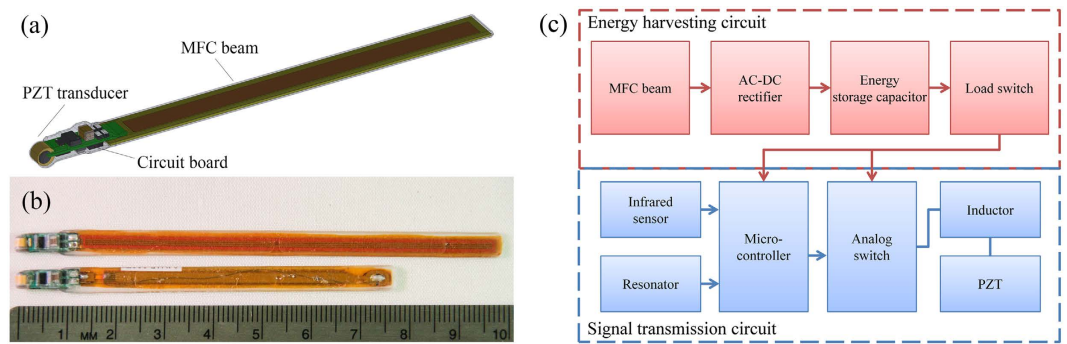 (a)
MFC beam
PZT transducer
Circuit board
(b)
1 MM 2 3 4 5 6 7 8 9 10
(c)
Energy harvesting circuit
MFC beam
AC-DC
rectifier
Energy
storage capacitor
Load switch
Infrared
sensor
Resonator
Micro-
controller
Analog
switch
Inductor
PZT
Signal transmission circuit